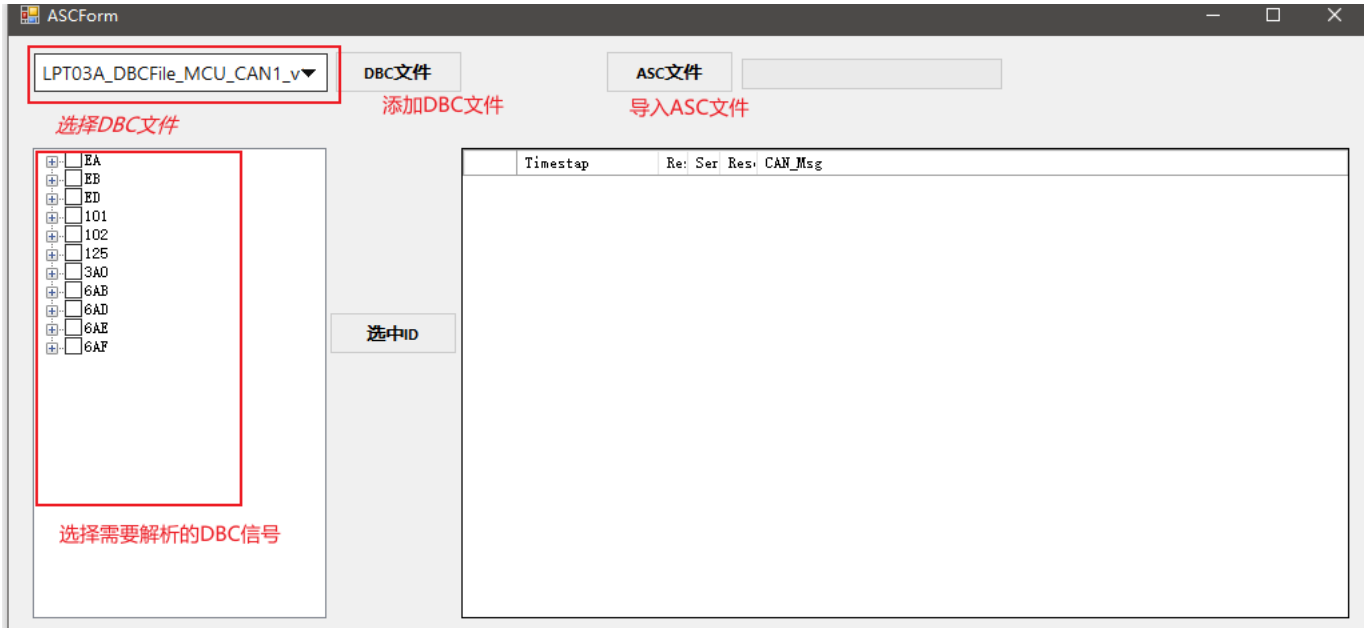 ASCForm
LPT03A_DBCFile_MCU_CAN1_v
DBC文件
ASC文件
选择DBC文件
添加DBC文件
导入ASC文件
EA
EB
ED
101
102
125
3A0
6AB
6AD
6AE
6AF
选择需要解析的DBC信号
选中ID
Timestap Re: Ser Res CAN_Msg